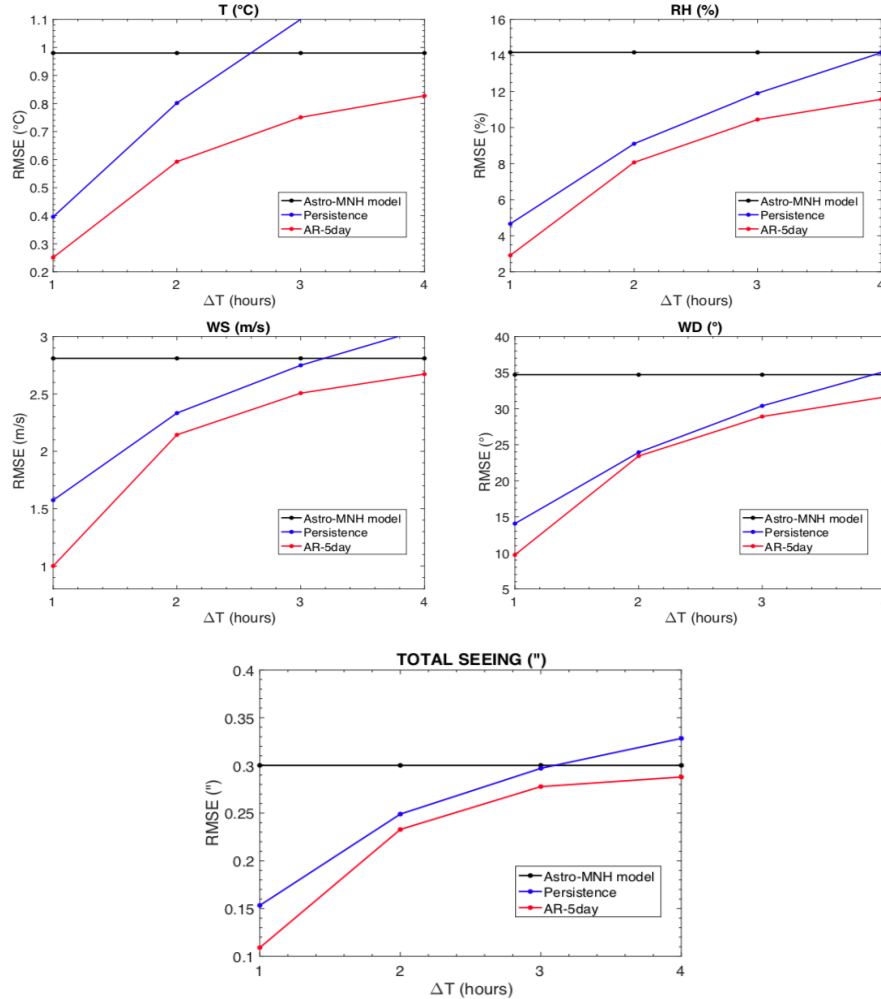 T (°C)
1.1
1
0.9
0.8
0.7
0.6
0.5
0.4
0.3
0.2
RMSE (°C)
Astro-MNH model
Persistence
AR-5day
1 2 3 4
ΔT (hours)
RH (%)
16
14
12
10
8
6
4
2
RMSE (%)
Astro-MNH model
Persistence
AR-5day
1 2 3 4
ΔT (hours)
WS (m/s)
3
2.5
2
1.5
1
RMSE (m/s)
Astro-MNH model
Persistence
AR-5day
1 2 3 4
ΔT (hours)
WD (°)
40
35
30
25
20
15
10
5
RMSE (°)
Astro-MNH model
Persistence
AR-5day
1 2 3
ΔT (hours)
TOTAL SEEING (")
0.4
0.35
0.3
0.25
0.2
0.15
0.1
RMSE (")
Astro-MNH model
Persistence
AR-5day
1 2 3 4
ΔT (hours)